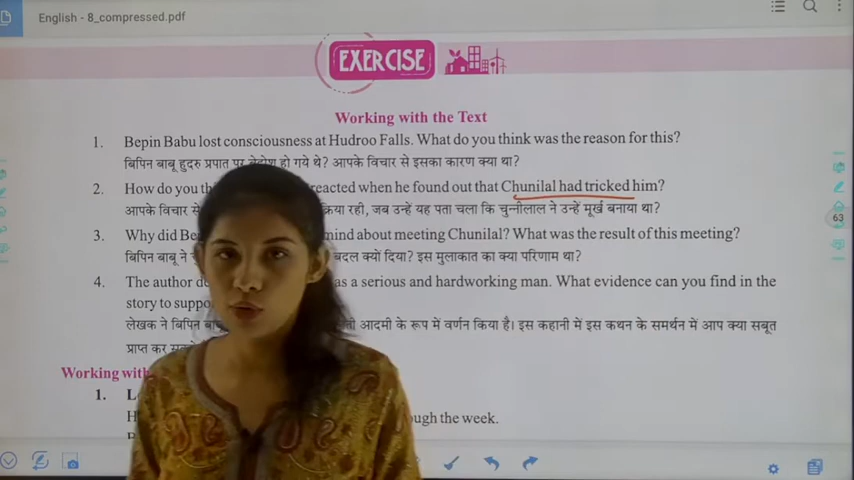 English - 8_compressed.pdf
EXERCISE
Working with the Text
1. Bepin Babu lost consciousness at Hudroo Falls. What do you think was the reason for this?
बिपिन बाबू हुदरु प्रपात पर बेहोश हो गये थे? आपके विचार से इसका कारण क्या था?
2. How do you reacted when he found out that Chunilal had tricked him?
आपके विचार से रही, जब उन्हें यह पता चला कि चुन्नीलाल ने उन्हें मूर्ख बनाया था?
3. Why did mind about meeting Chunilal? What was the result of this meeting?
बिपिन बाबू ने बदल क्यों दिया? इस मुलाकात का क्या परिणाम था?
4. The author as a serious and hardworking man. What evidence can you find in the
story to
लेखक ने बिपिन आदमी के रूप में वर्णन किया है। इस कहानी में इस कथन के समर्थन में आप क्या सबूत
प्राप्त कर
Working
1.
the week.
63